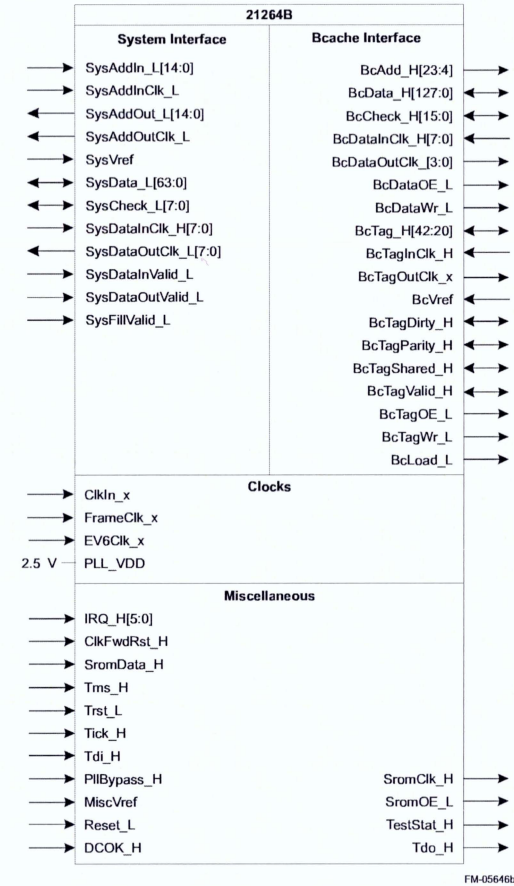 21264B
System Interface
SysAddIn_L[14:0]
SysAddInClk_L
SysAddOut_L[14:0]
SysAddOutClk_L
SysVref
SysData_L[63:0]
SysCheck_L[7:0]
SysDataInClk_H[7:0]
SysDataOutClk_L[7:0]
SysDataInValid_L
SysDataOutValid_L
SysFillValid_L
Bcache Interface
BcAdd_H[23:4]
BcData_H[127:0]
BcCheck_H[15:0]
BcDataInClk_H[7:0]
BcDataOutClk_[3:0]
BcDataOE_L
BcDataWr_L
BcTag_H[42:20]
BcTagInClk_H
BcTagOutClk_x
BcVref
BcTagDirty_H
BcTagParity_H
BcTagShared_H
BcTagValid_H
BcTagOE_L
BcTagWr_L
BcLoad_L
Clocks
ClkIn_x
FrameClk_x
EV6Clk_x
2.5 V PLL_VDD
Miscellaneous
IRQ_H[5:0]
ClkFwdRst_H
SromData_H
Tms_H
Trst_L
Tick_H
Tdi_H
PllBypass_H
MiscVref
Reset_L
DCOK_H
SromClk_H
SromOE_L
TestStat_H
Tdo_H
FM-05646b